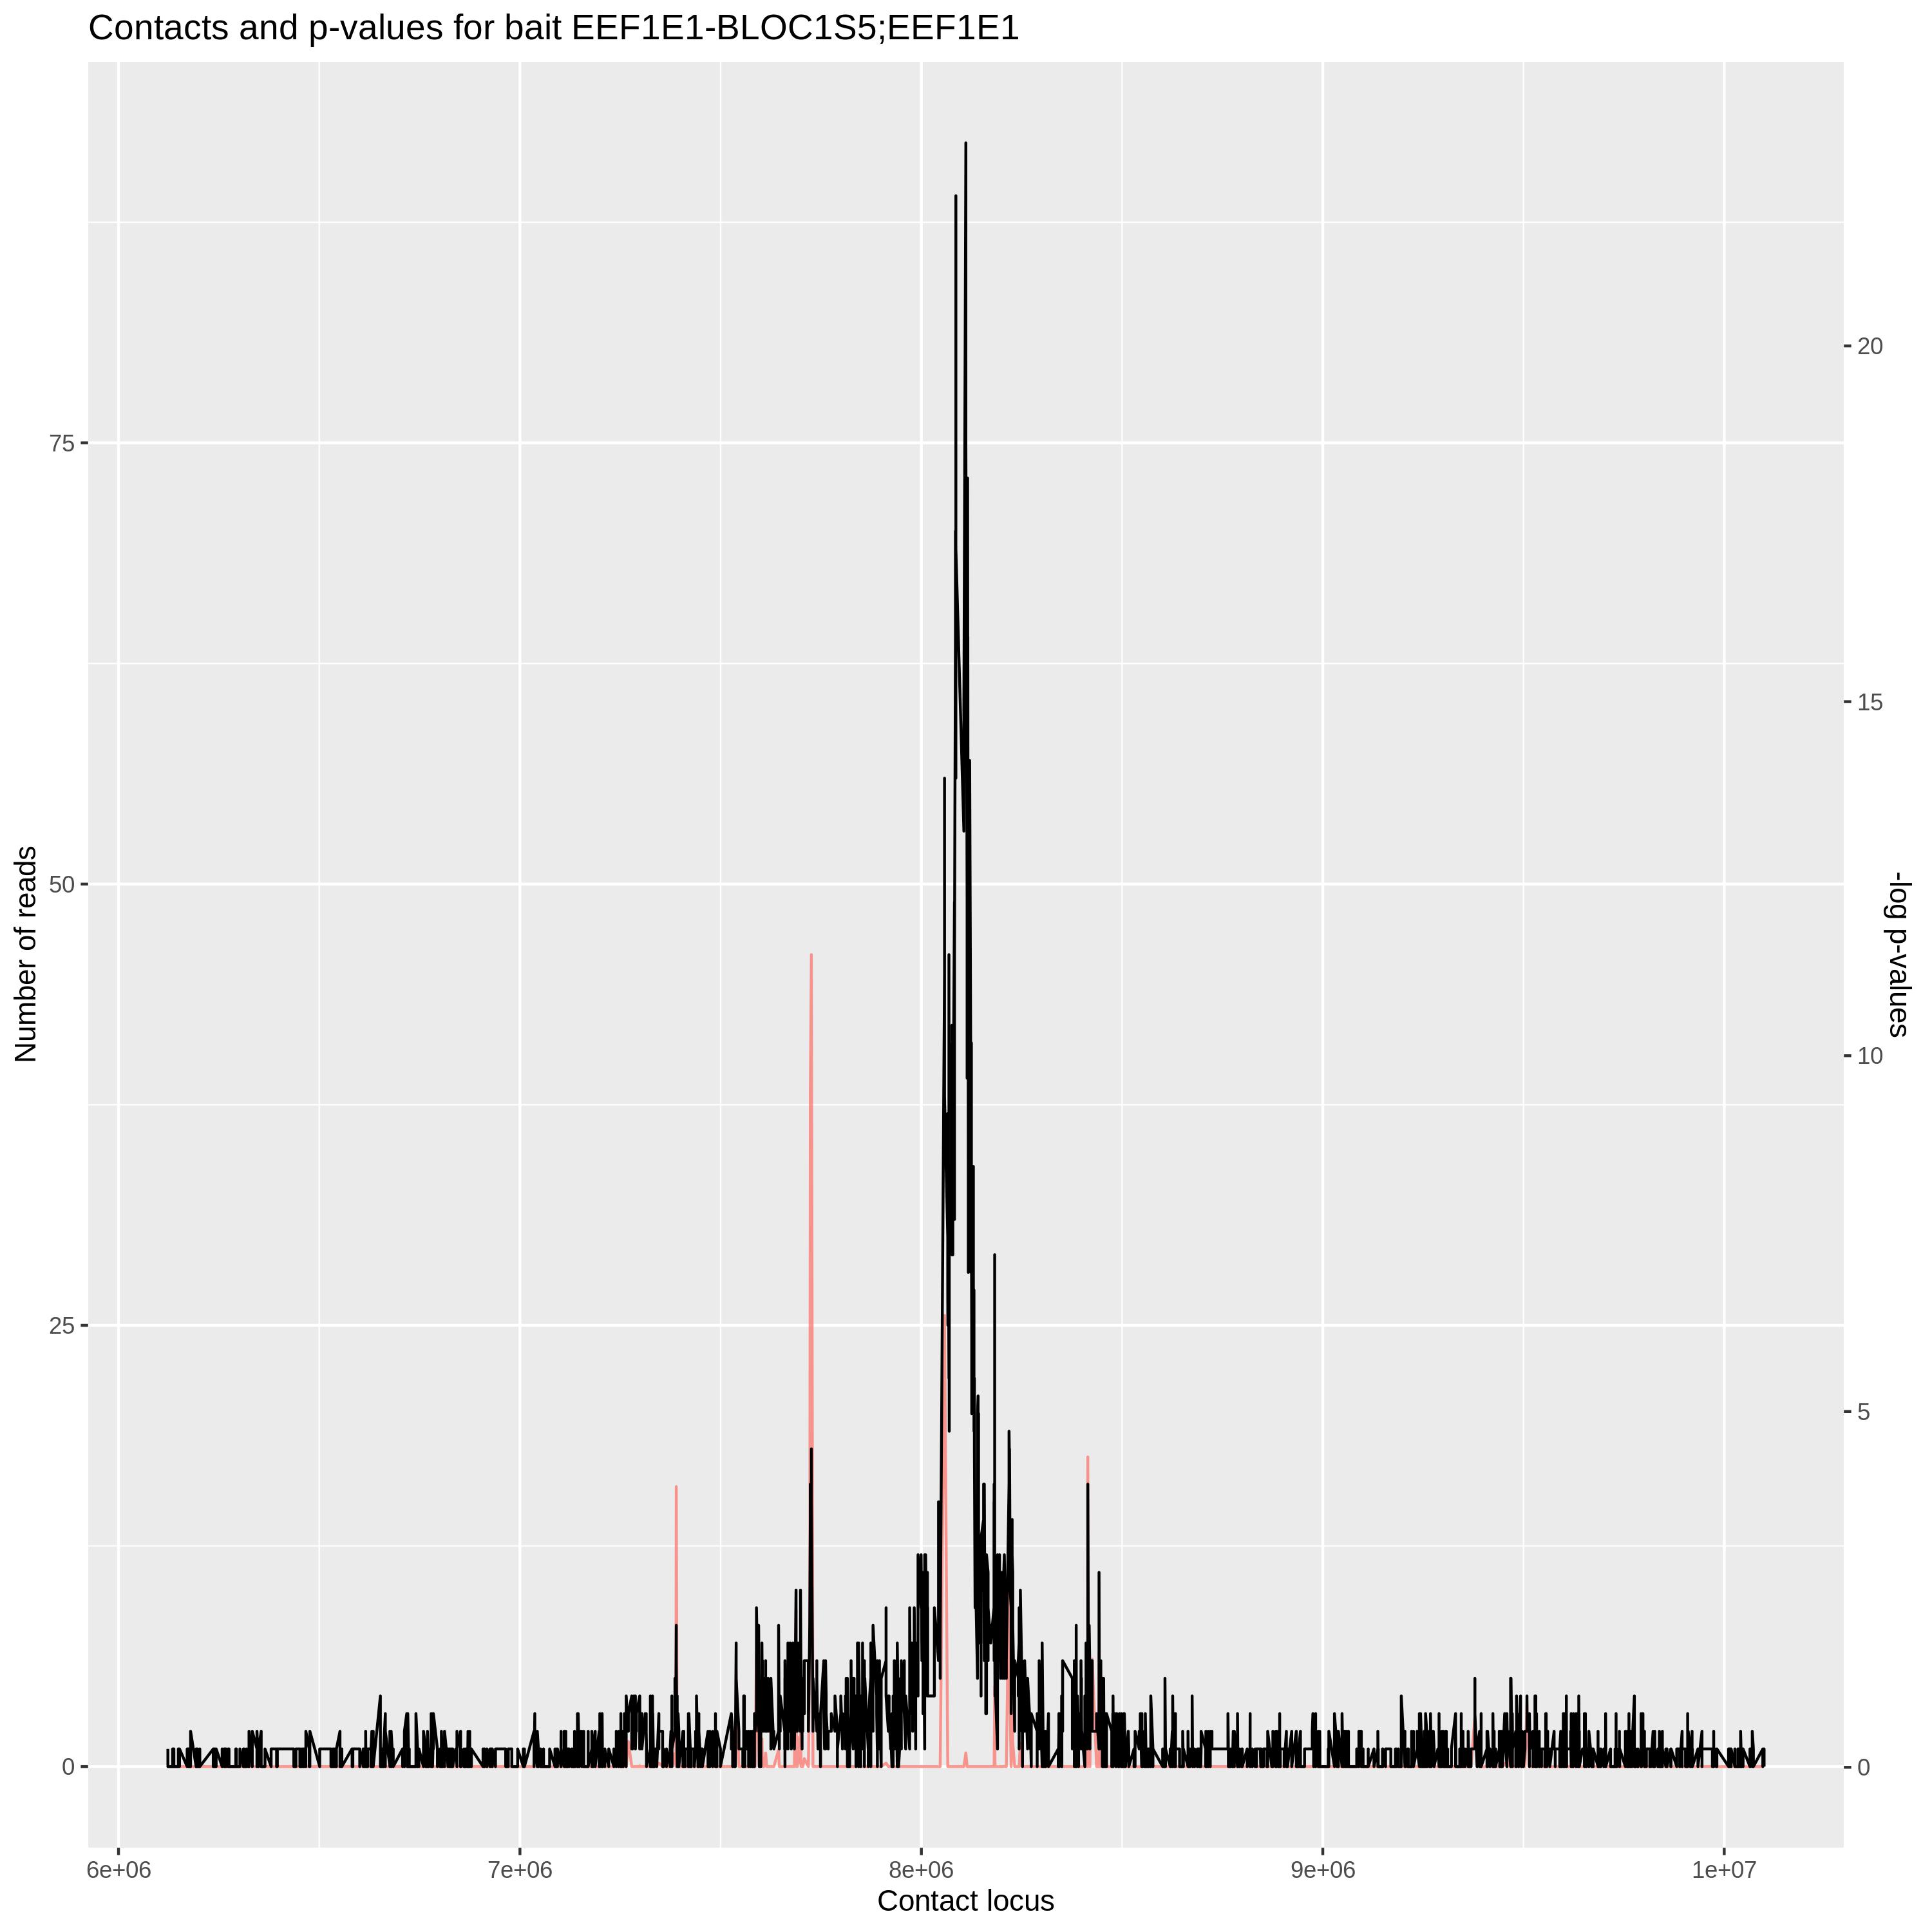 Contacts and p-values for bait EEF1E1-BLOC1S5;EEF1E1
Number of reads
75
50
25
0
20
15
10
5
0
-log p-values
6e+06
7e+06
8e+06
9e+06
1e+07
Contact locus